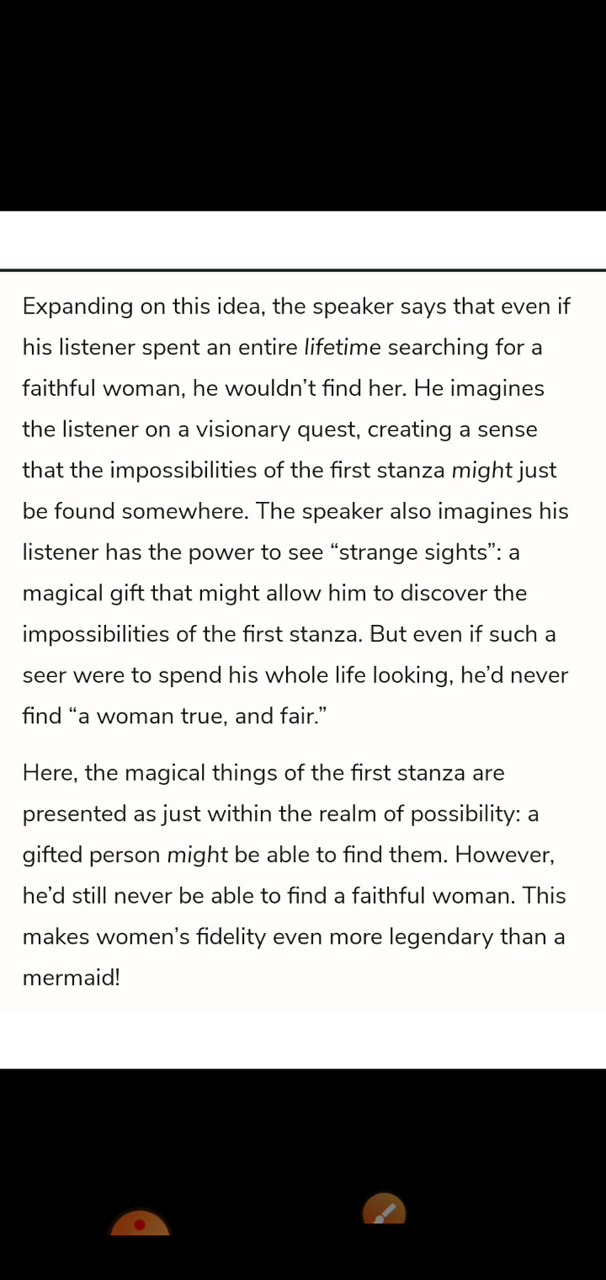 Expanding on this idea, the speaker says that even if
his listener spent an entire lifetime searching for a
faithful woman, he wouldn’t find her. He imagines
the listener on a visionary quest, creating a sense
that the impossibilities of the first stanza might just
be found somewhere. The speaker also imagines his
listener has the power to see “strange sights”: a
magical gift that might allow him to discover the
impossibilities of the first stanza. But even if such a
seer were to spend his whole life looking, he’d never
find “a woman true, and fair.”
Here, the magical things of the first stanza are
presented as just within the realm of possibility: a
gifted person might be able to find them. However,
he’d still never be able to find a faithful woman. This
makes women’s fidelity even more legendary than a
mermaid!